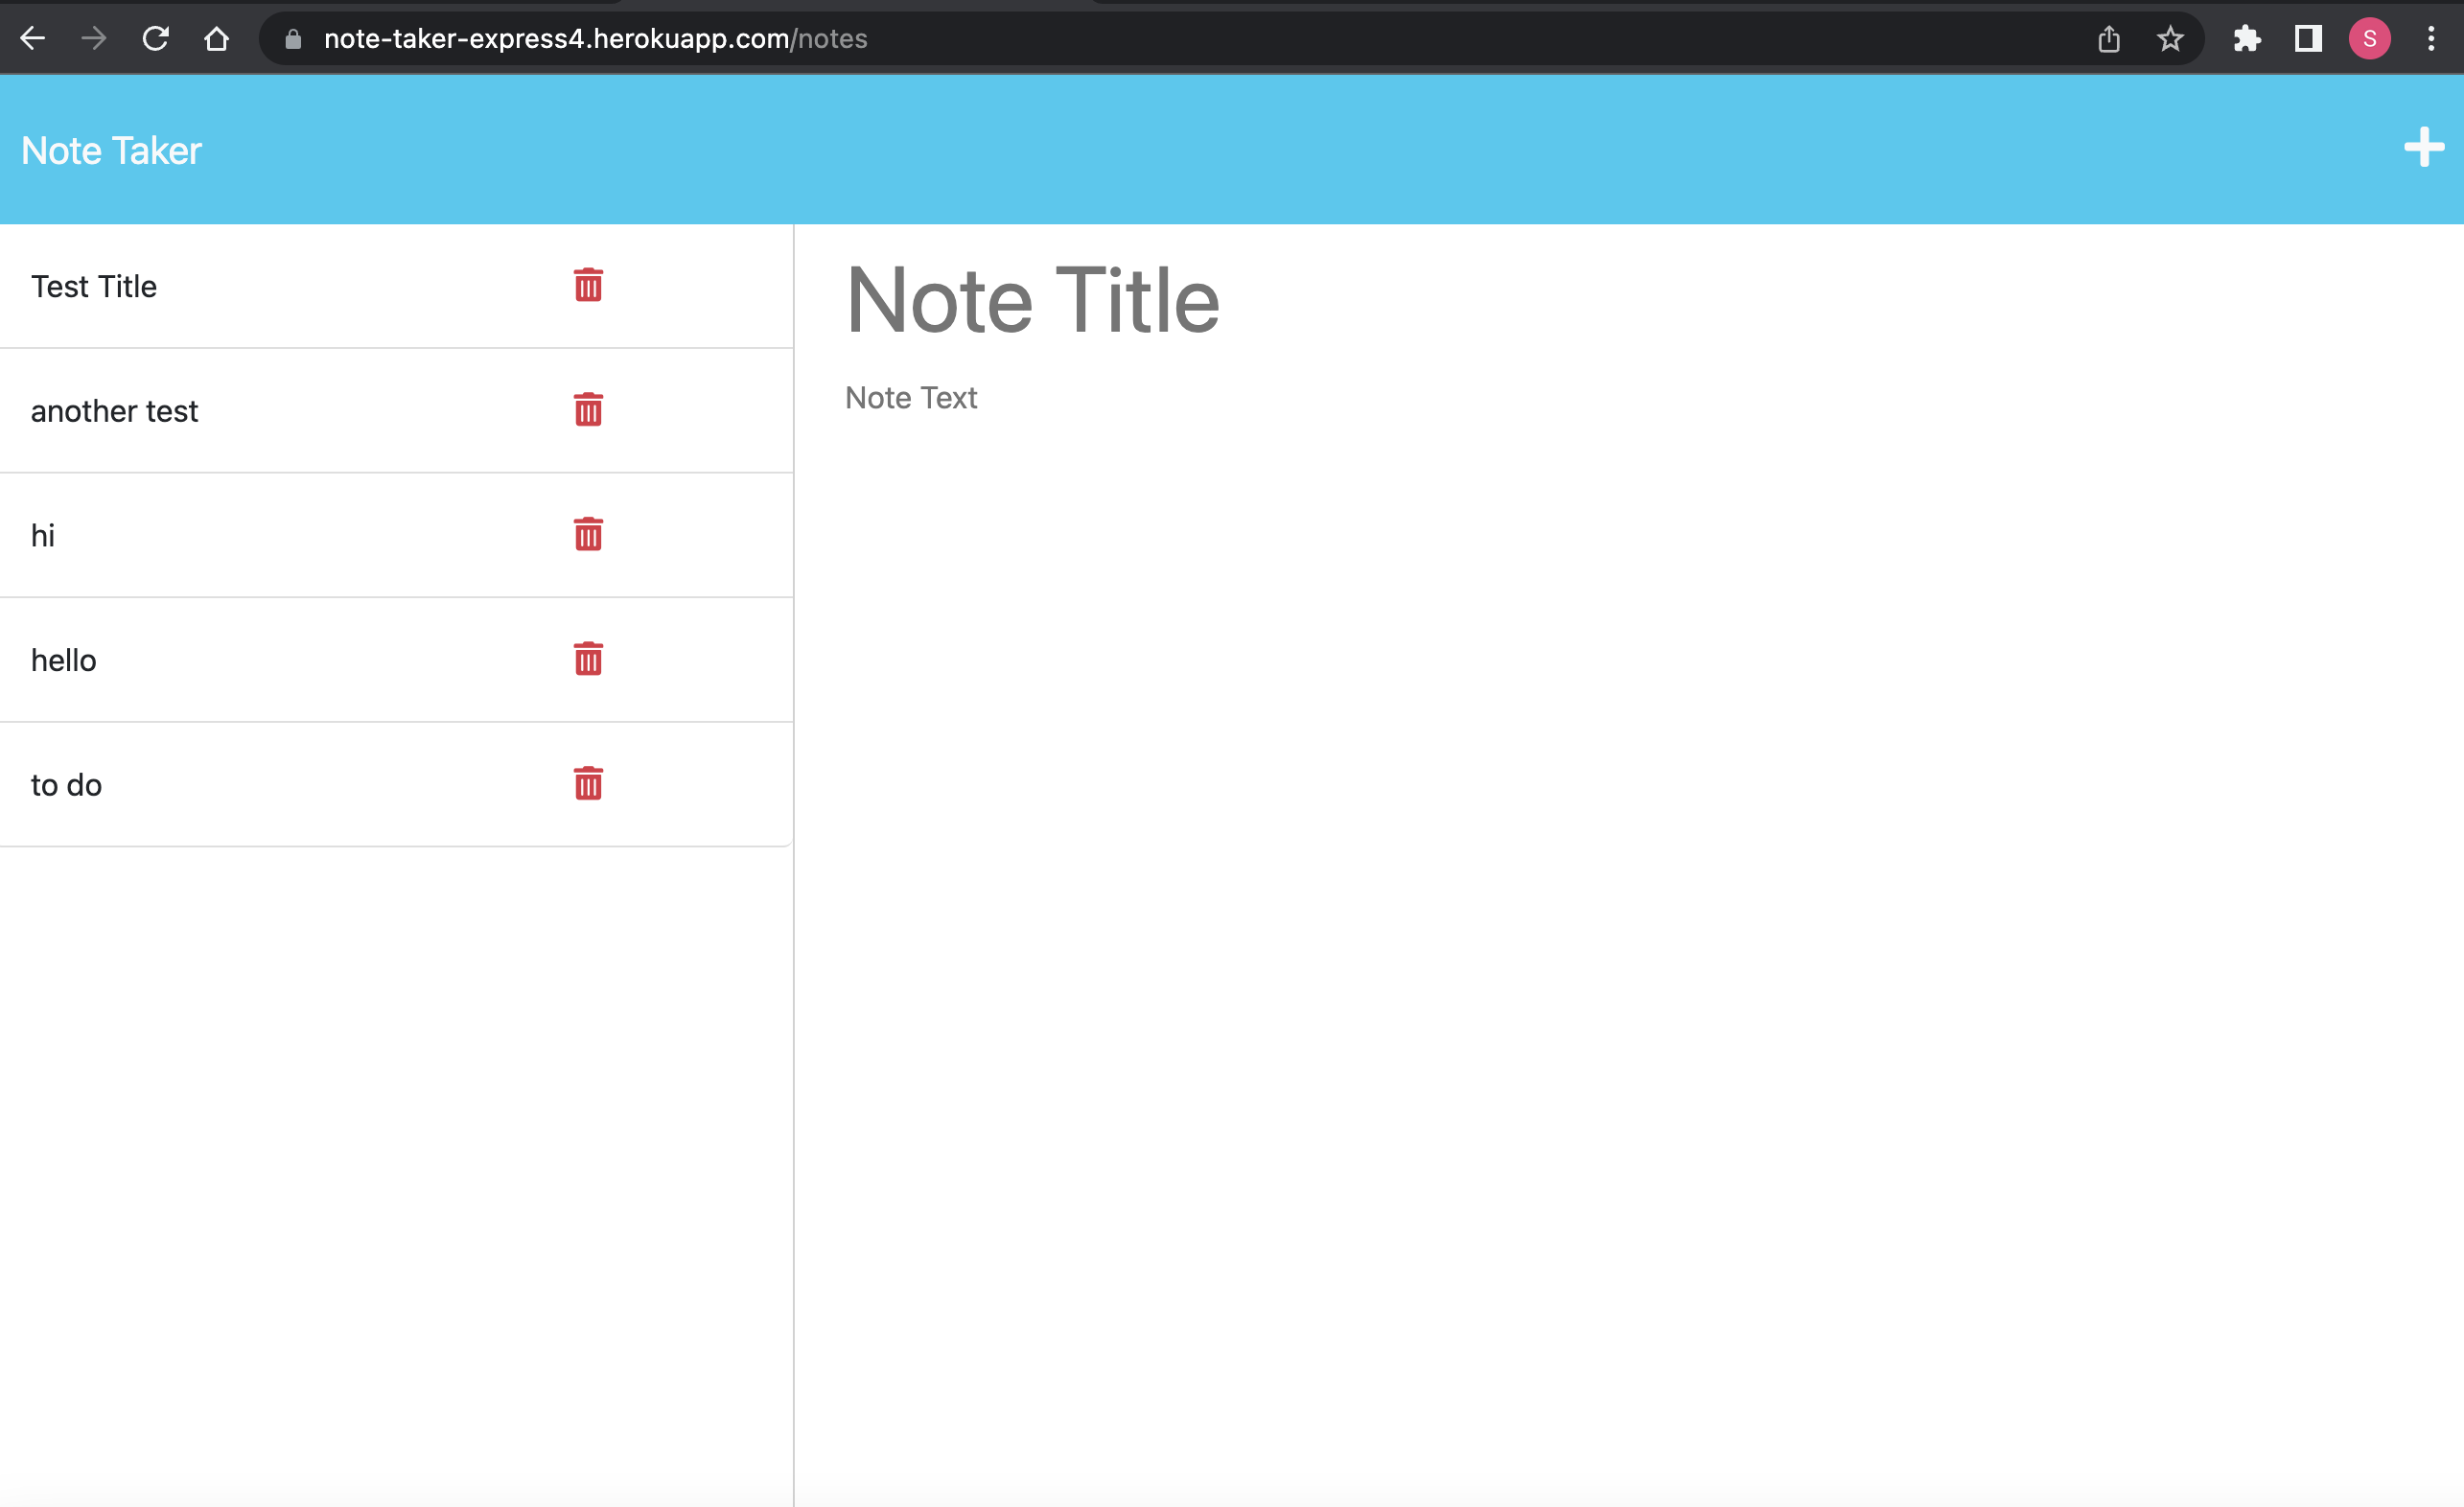 note-taker-express4.herokuapp.com/notes
S
Note Taker
Test Title
another test
hi
hello
to do
Note Title
Note Text